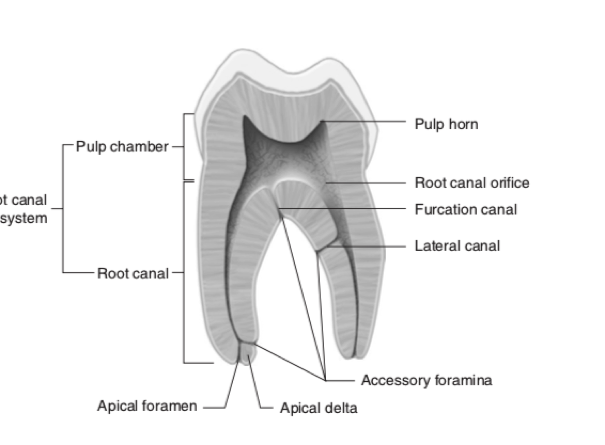 Pulp horn
Pulp chamber
Root canal orifice
ot canal
system
Furcation canal
Lateral canal
Root canal
Accessory foramina
Apical foramen
Apical delta